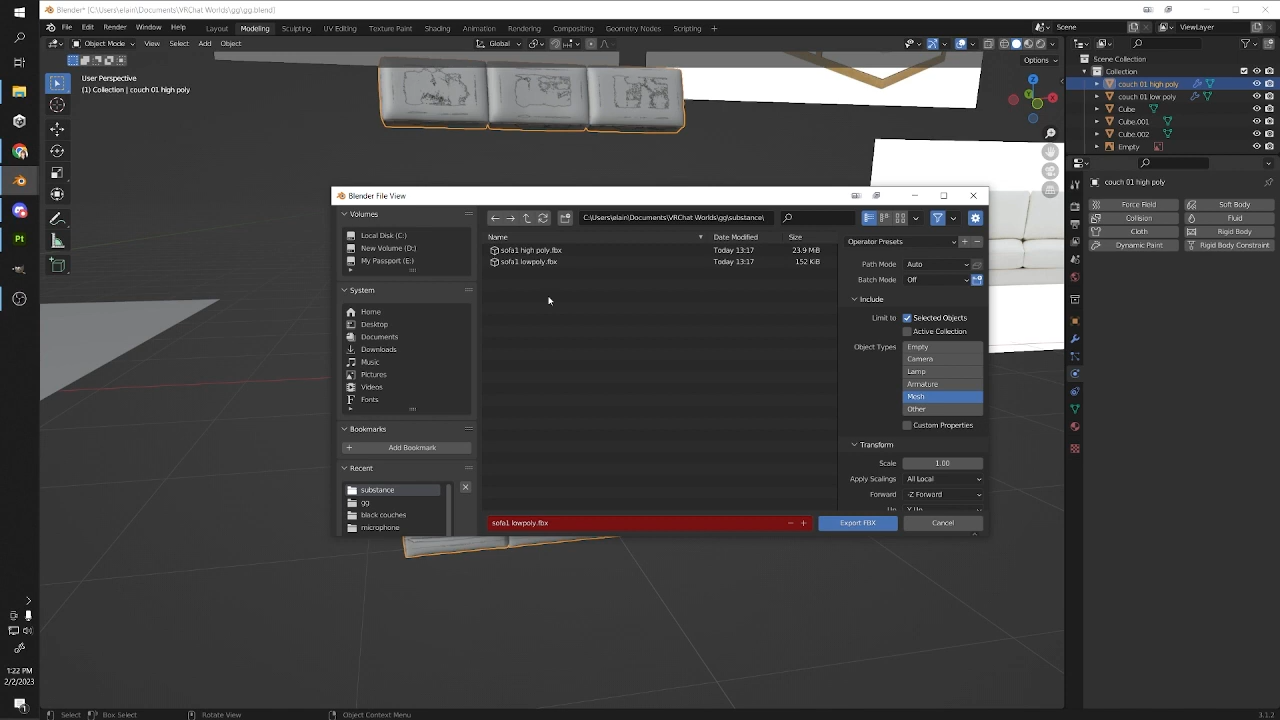 Blender* [C:\Users\elain\Documents\VRChat Worlds\gg\gg.blend]
File Edit Render Window Help Layout Modeling Sculpting UV Editing Texture Paint Shading Animation Rendering Compositing Geometry Nodes Scripting + Scene ViewLayer
Object Mode View Select Add Object Global
Options
User Perspective
(1) Collection | couch 01 high poly
Scene Collection
Collection
couch 01 high poly
couch 01 low poly
Cube
Cube.001
Cube.002
Empty
couch 01 high poly
Force Field Soft Body
Collision Fluid
Cloth Rigid Body
Dynamic Paint Rigid Body Constraint
Z
Y
X
Blender File View
Volumes
Local Disk (C:)
New Volume (D:)
My Passport (E:)
System
Home
Desktop
Documents
Downloads
Music
Pictures
Videos
Fonts
Bookmarks
Add Bookmark
Recent
substance
gg
black couches
microphone
C:\Users\elain\Documents\VRChat Worlds\gg\substance\
Name Date Modified Size
sofa1 high poly.fbx Today 13:17 23.9 MiB
sofa1 lowpoly.fbx Today 13:17 152 KiB
Operator Presets
Path Mode Auto
Batch Mode Off
Include
Limit to Selected Objects
Active Collection
Object Types Empty
Camera
Lamp
Armature
Mesh
Other
Custom Properties
Transform
Scale 1.00
Apply Scalings All Local
Forward -Z Forward
Up Y Up
sofa1 lowpoly.fbx Export FBX Cancel
Pt
1:22 PM
2/2/2023
Select Box Select Rotate View Object Context Menu 3.1.2